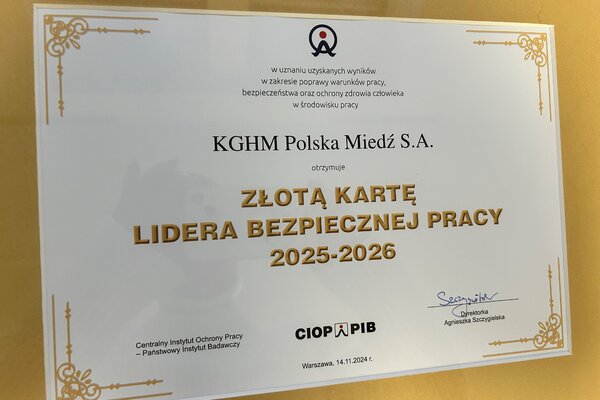 w uznaniu uzyskanych wyników
w zakresie poprawy warunków pracy,
bezpieczeństwa oraz ochrony zdrowia człowieka
w środowisku pracy
KGHM Polska Miedź S.A.
otrzymuje
ZŁOTĄ KARTĘ
LIDERA BEZPIECZNEJ PRACY
2025-2026
Dyrektorka
Agnieszka Szczygielska
Centralny Instytut Ochrony Pracy
– Państwowy Instytut Badawczy
CIOP PIB
Warszawa, 14.11.2024 r.